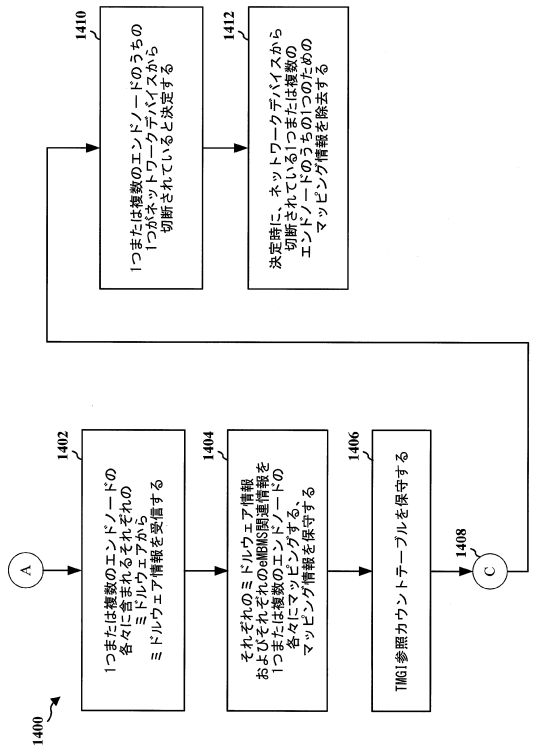 1400
A
1402
1つまたは複数のエンドノードの
各々に含まれるそれぞれの
ミドルウェアから
ミドルウェア情報を受信する
1404
それぞれのミドルウェア情報
およびそれぞれのeMBMS関連情報を
1つまたは複数のエンドノードの
各々にマッピングする、
マッピング情報を保守する
1406
TMGI参照カウントテーブルを保守する
1408
C
1410
1つまたは複数のエンドノードのうちの
1つがネットワークデバイスから
切断されていると決定する
1412
決定時に、ネットワークデバイスから
切断されている1つまたは複数の
エンドノードのうちの1つのための
マッピング情報を除去する